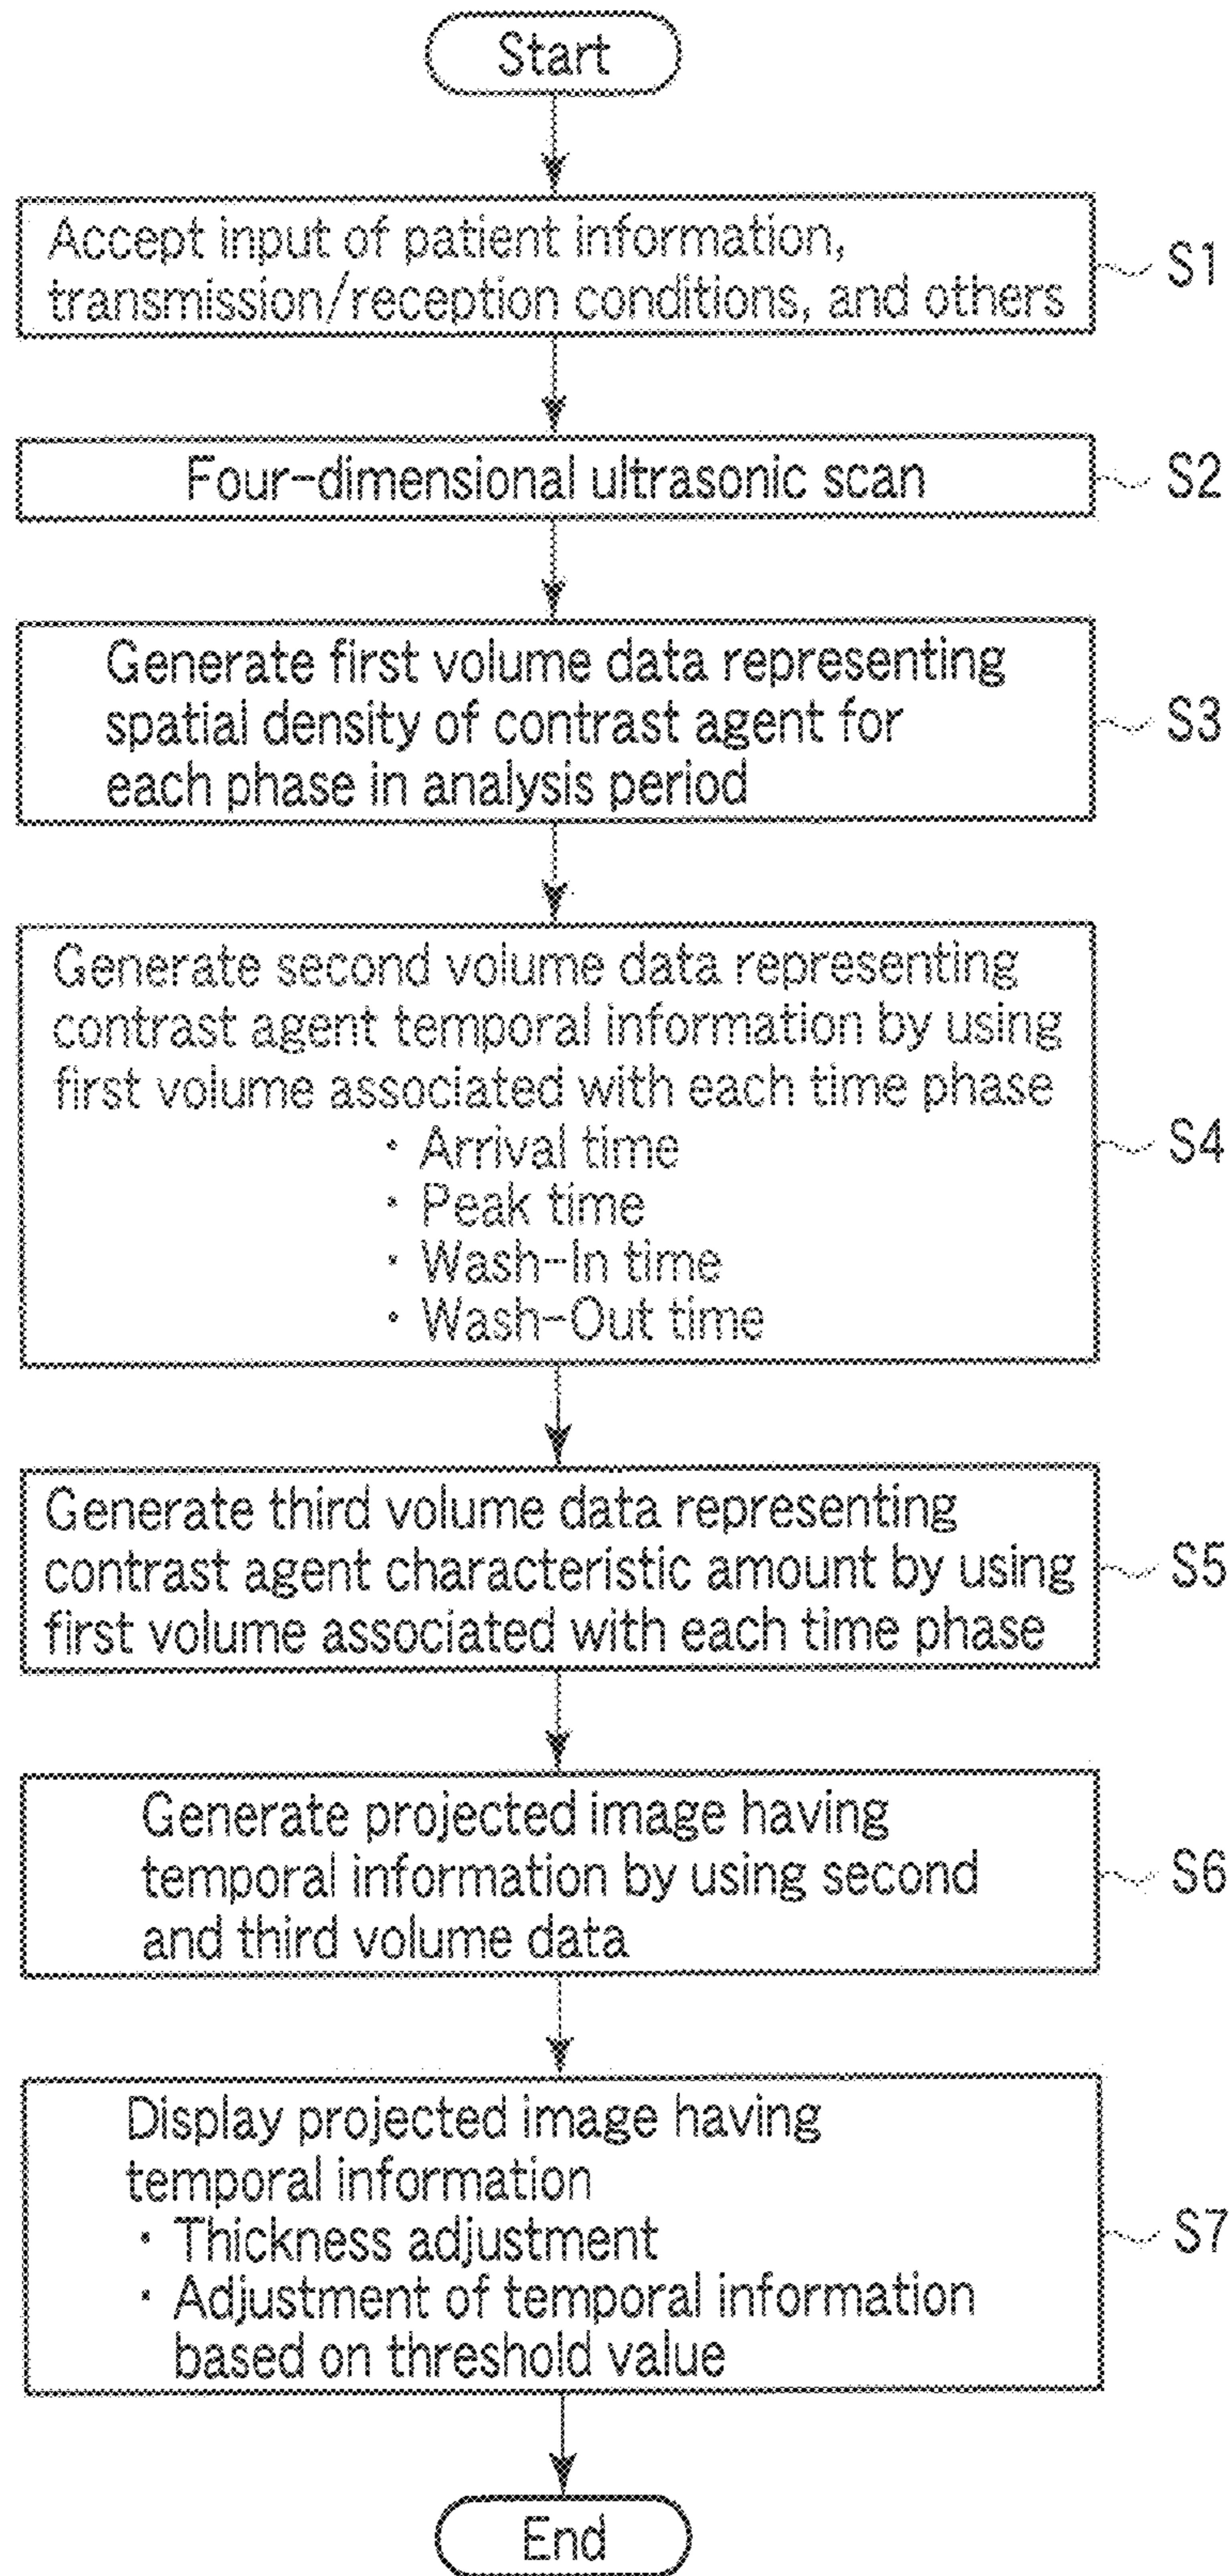 Start
Accept input of patient information,
transmission/reception conditions, and others
S1
Four-dimensional ultrasonic scan
S2
Generate first volume data representing
spatial density of contrast agent for
each phase in analysis period
S3
Generate second volume data representing
contrast agent temporal information by using
first volume associated with each time phase
· Arrival time
· Peak time
· Wash-In time
· Wash-Out time
S4
Generate third volume data representing
contrast agent characteristic amount by using
first volume associated with each time phase
S5
Generate projected image having
temporal information by using second
and third volume data
S6
Display projected image having
temporal information
· Thickness adjustment
· Adjustment of temporal information
based on threshold value
S7
End